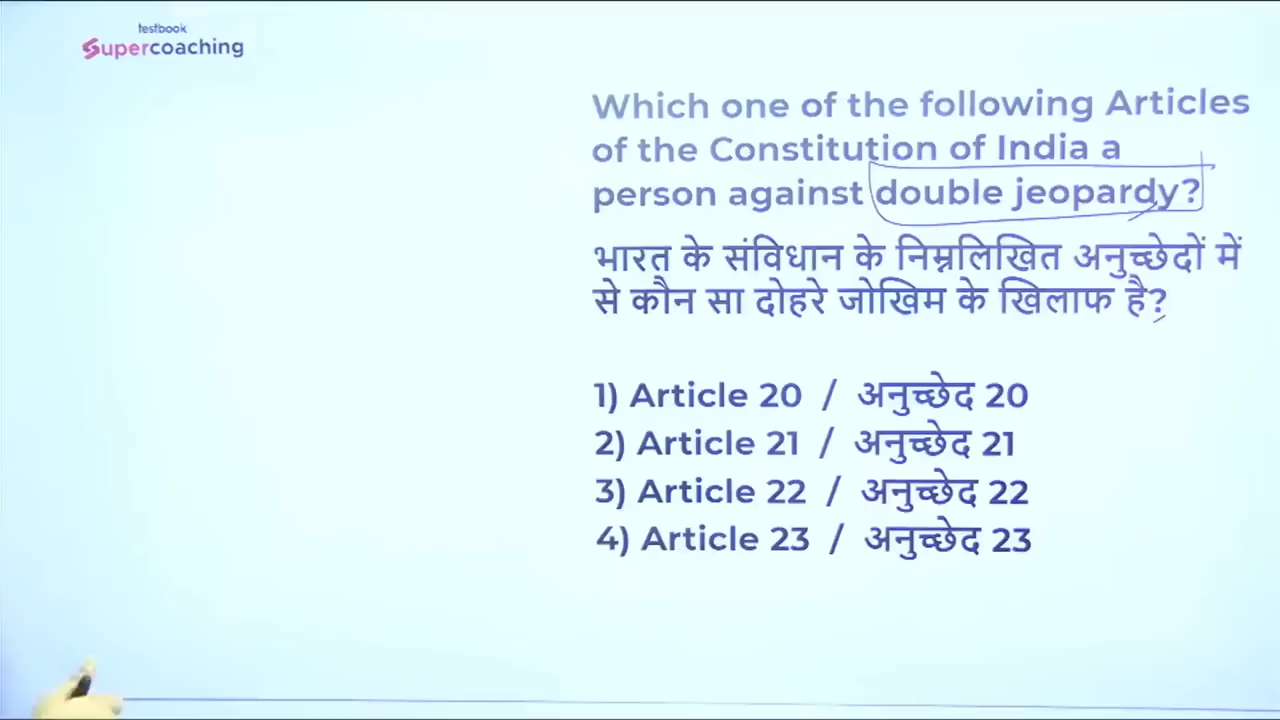 testbook
Supercoaching
Which one of the following Articles
of the Constitution of India a
person against double jeopardy?
भारत के संविधान के निम्नलिखित अनुच्छेदों में
से कौन सा दोहरे जोखिम के खिलाफ है?
1) Article 20 / अनुच्छेद 20
2) Article 21 / अनुच्छेद 21
3) Article 22 / अनुच्छेद 22
4) Article 23 / अनुच्छेद 23